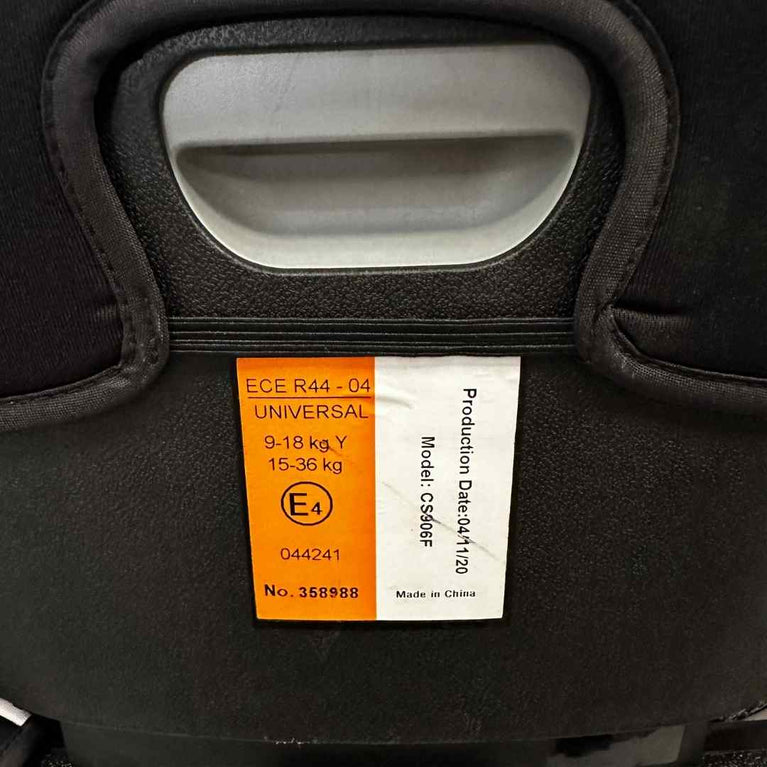 ECE R44 - 04
UNIVERSAL
9-18 kg Y
15-36 kg
E4
044241
No. 358988
Production Date:04/11/20
Model: CS906F
Made in China